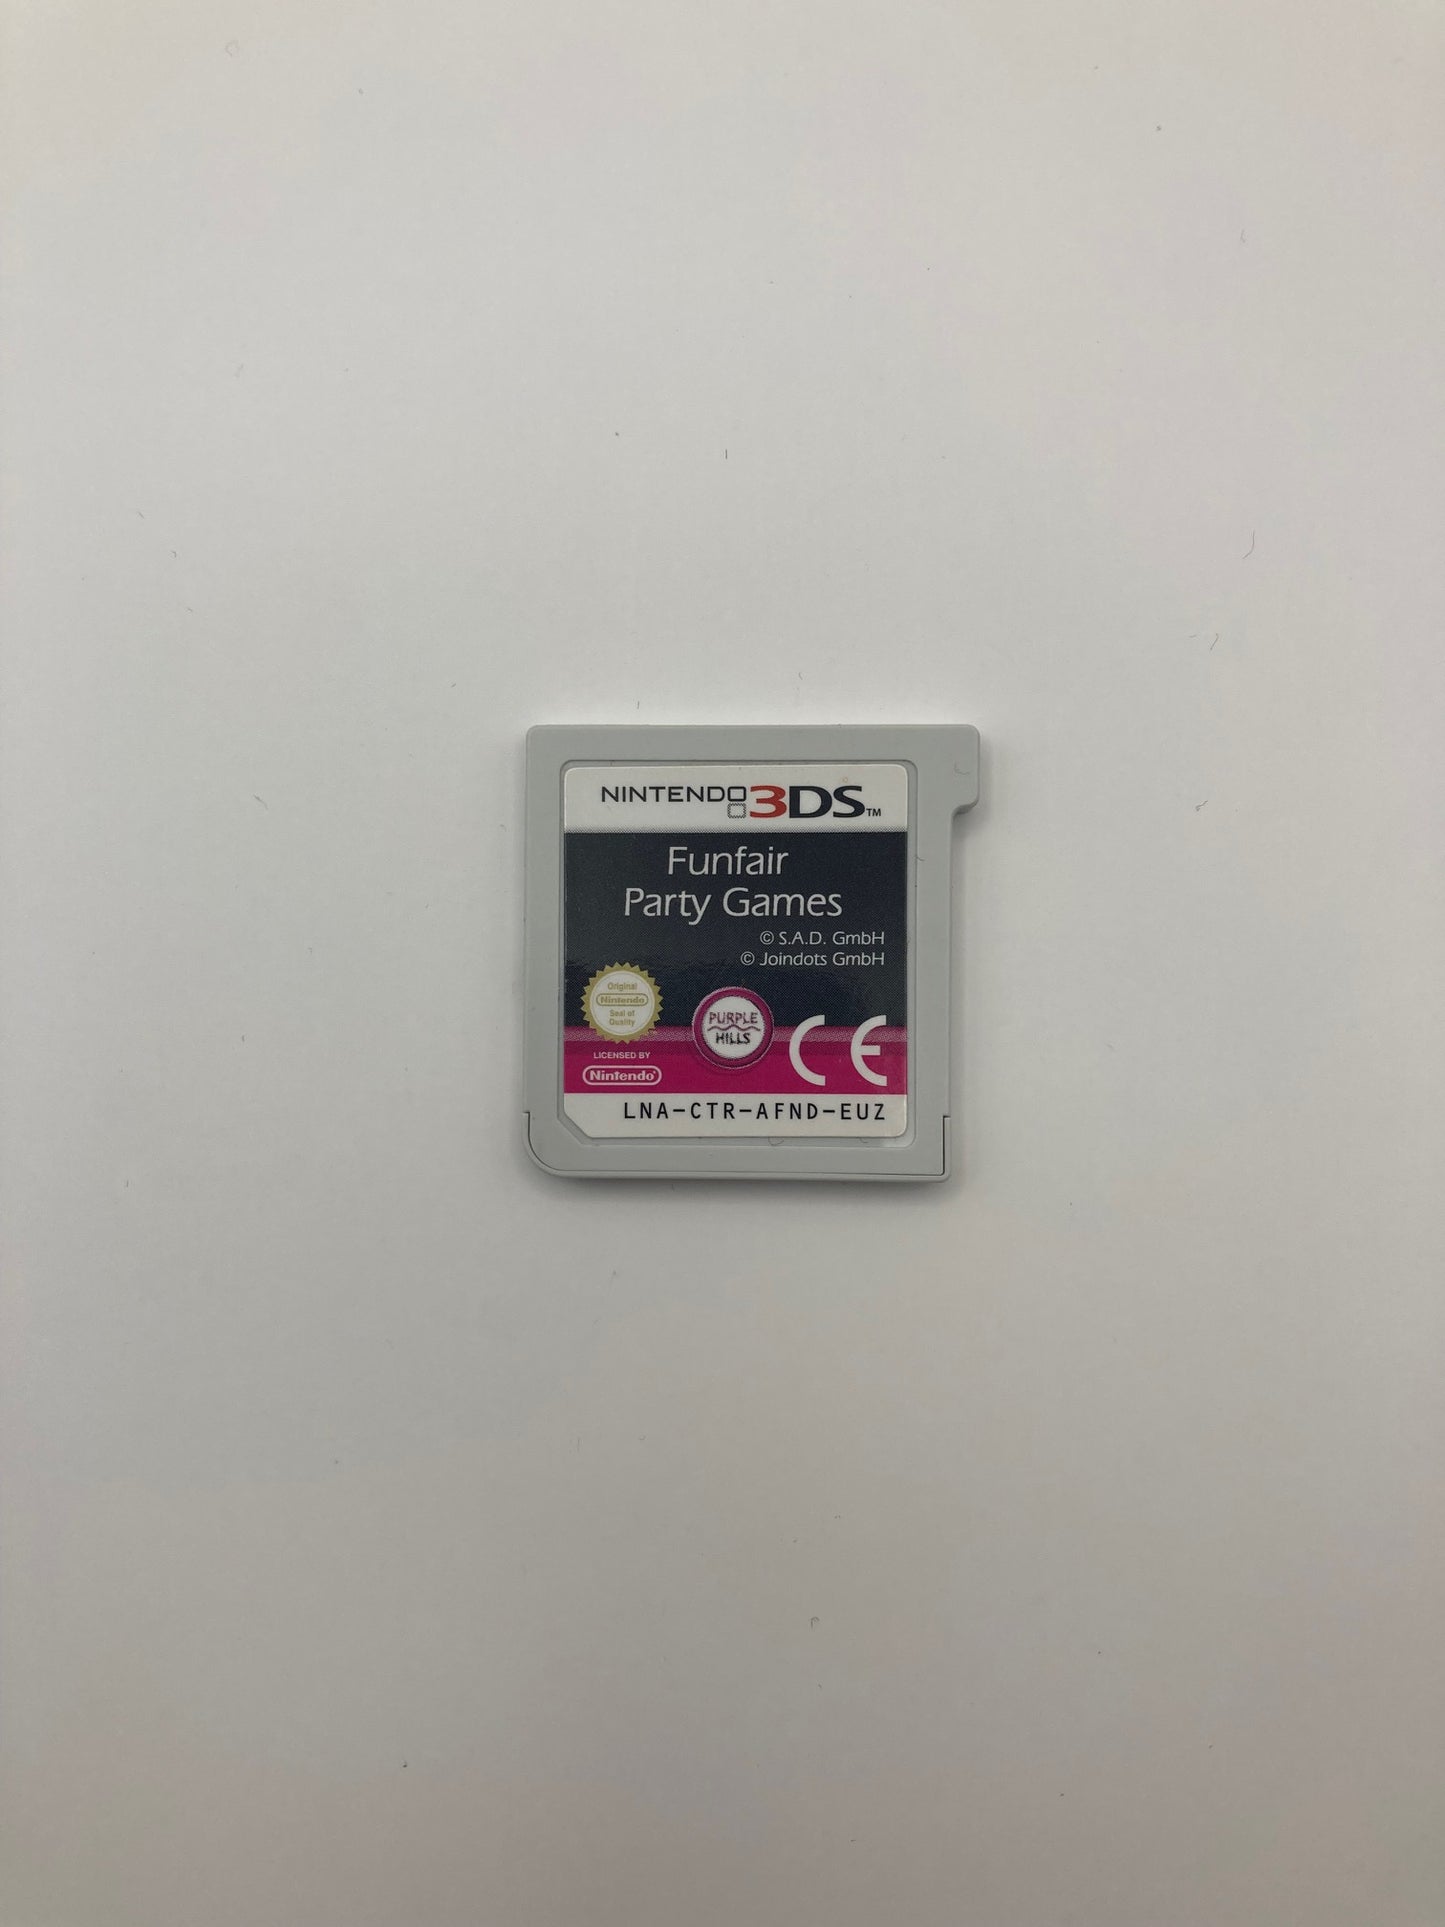 NINTENDO 3DS™
Funfair
Party Games
© S.A.D. GmbH
© Joindots GmbH
Original
Nintendo
Seal of
Quality
PURPLE
HILLS
CE
LICENSED BY
Nintendo®
LNA-CTR-AFND-EUZ